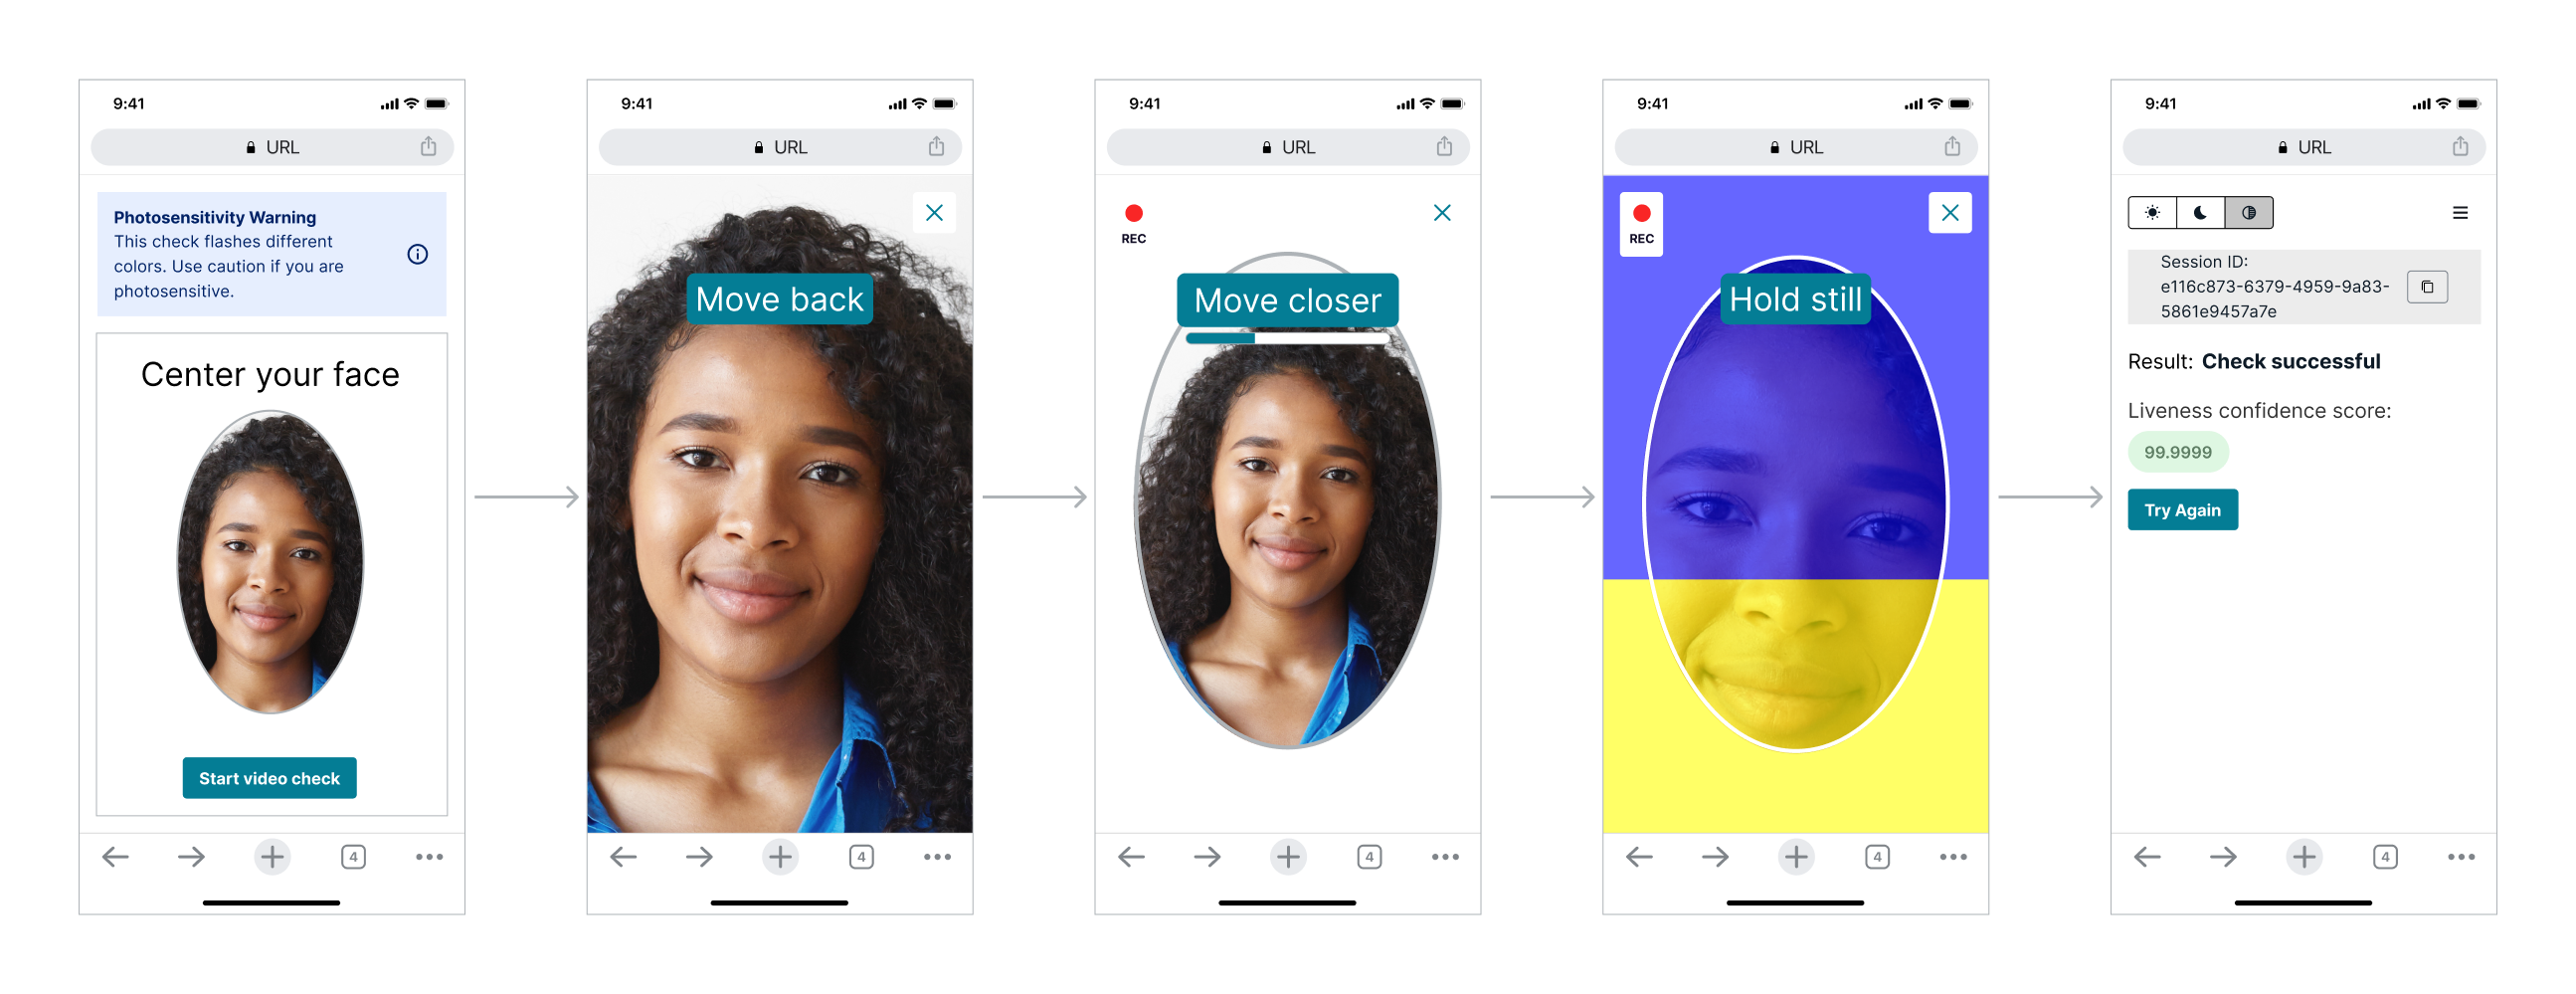 9:41
URL
Photosensitivity Warning
This check flashes different
colors. Use caution if you are
photosensitive.
Center your face
Start video check
4
9:41
URL
Move back
4
9:41
URL
REC
Move closer
4
9:41
URL
REC
Hold still
4
9:41
URL
Session ID:
e116c873-6379-4959-9a83-
5861e9457a7e
Result: Check successful
Liveness confidence score:
99.9999
Try Again
4